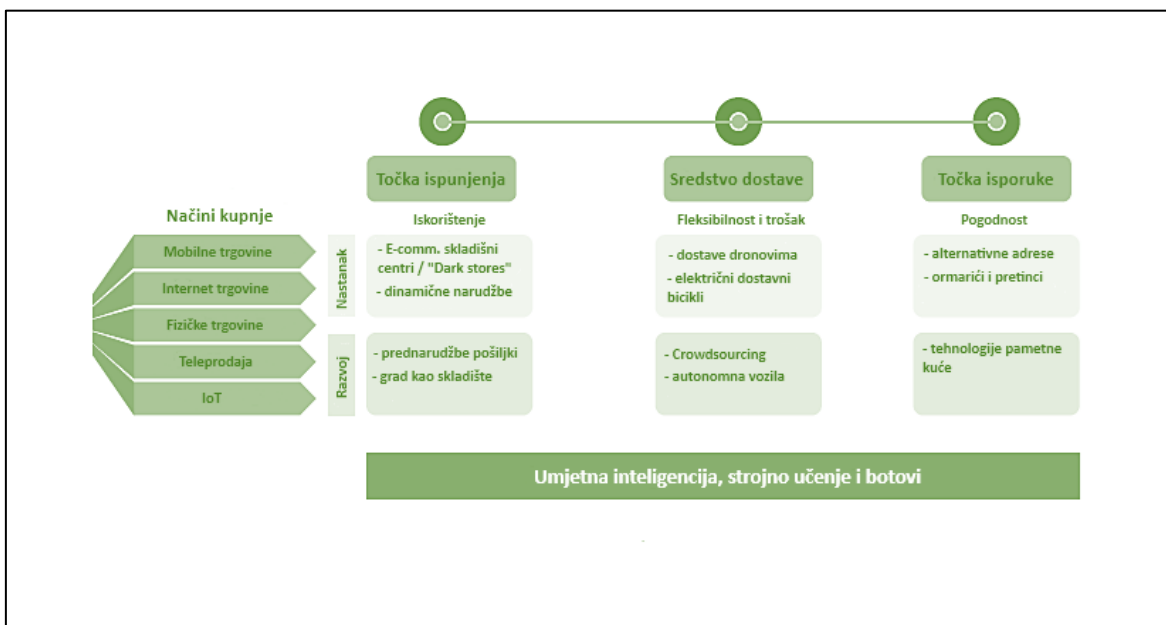 Točka ispunjenja
Sredstvo dostave
Točka isporuke
Načini kupnje
Iskorištenje
Fleksibilnost i trošak
Pogodnost
Mobilne trgovine
Internet trgovine
Fizičke trgovine
Teleprodaja
IoT
Nastanak
- E-comm. skladišni
centri / "Dark stores"
- dinamične narudžbe
- dostave dronovima
- električni dostavni
bicikli
- alternativne adrese
- ormarići i pretinci
Razvoj
- prednarudžbe pošiljki
- grad kao skladište
- Crowdsourcing
- autonomna vozila
- tehnologije pametne
kuće
Umjetna inteligencija, strojno učenje i botovi